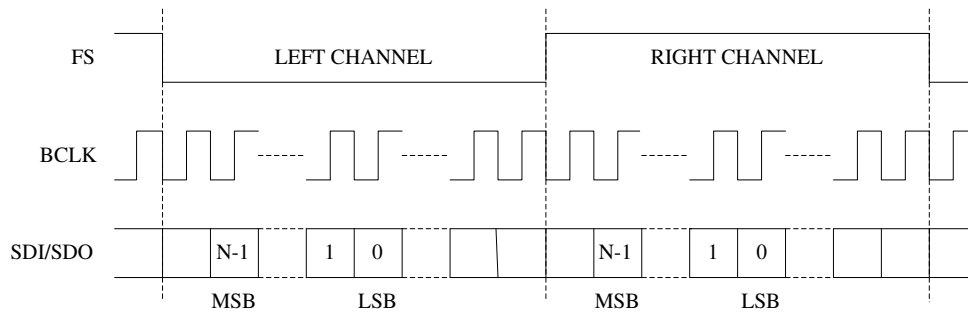 FS LEFT CHANNEL RIGHT CHANNEL
BCLK
SDI/SDO N-1 1 0 N-1 1 0
MSB LSB MSB LSB